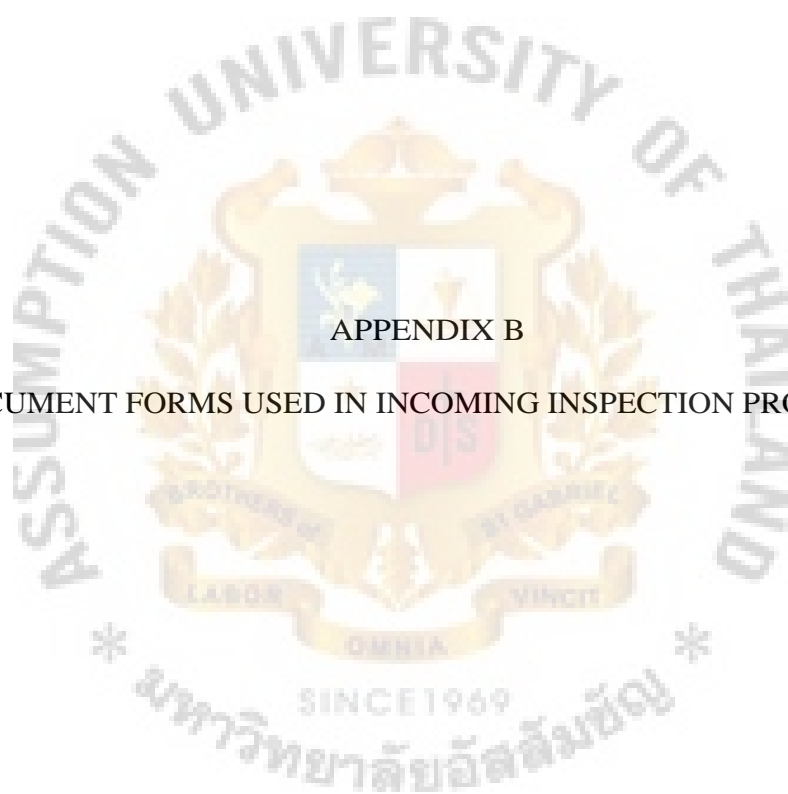 ASSUMPTION UNIVERSITY OF THAILAND
APPENDIX B
CUMENT FORMS USED IN INCOMING INSPECTION PRO
D S
BROTHERS of
ST GABRIEL
LABOR
VINCIT
OMNIA
SINCE1969
* มหาวิทยาลัยอัสสัมชัญ *